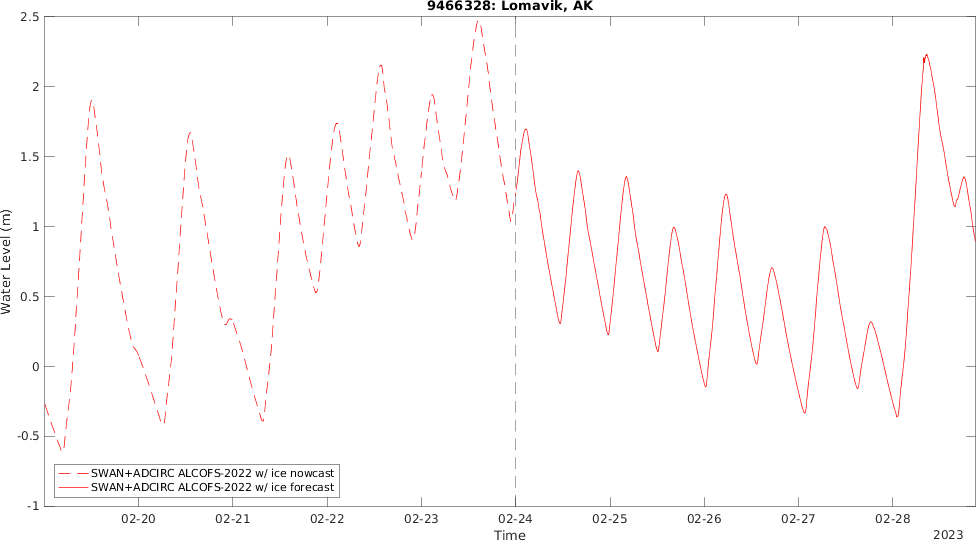 9466328: Lomavik, AK
2.5
2
1.5
1
0.5
0
-0.5
-1
Water Level (m)
SWAN+ADCIRC ALCOFS-2022 w/ ice nowcast
SWAN+ADCIRC ALCOFS-2022 w/ ice forecast
02-20 02-21 02-22 02-23 02-24 02-25 02-26 02-27 02-28
Time
2023